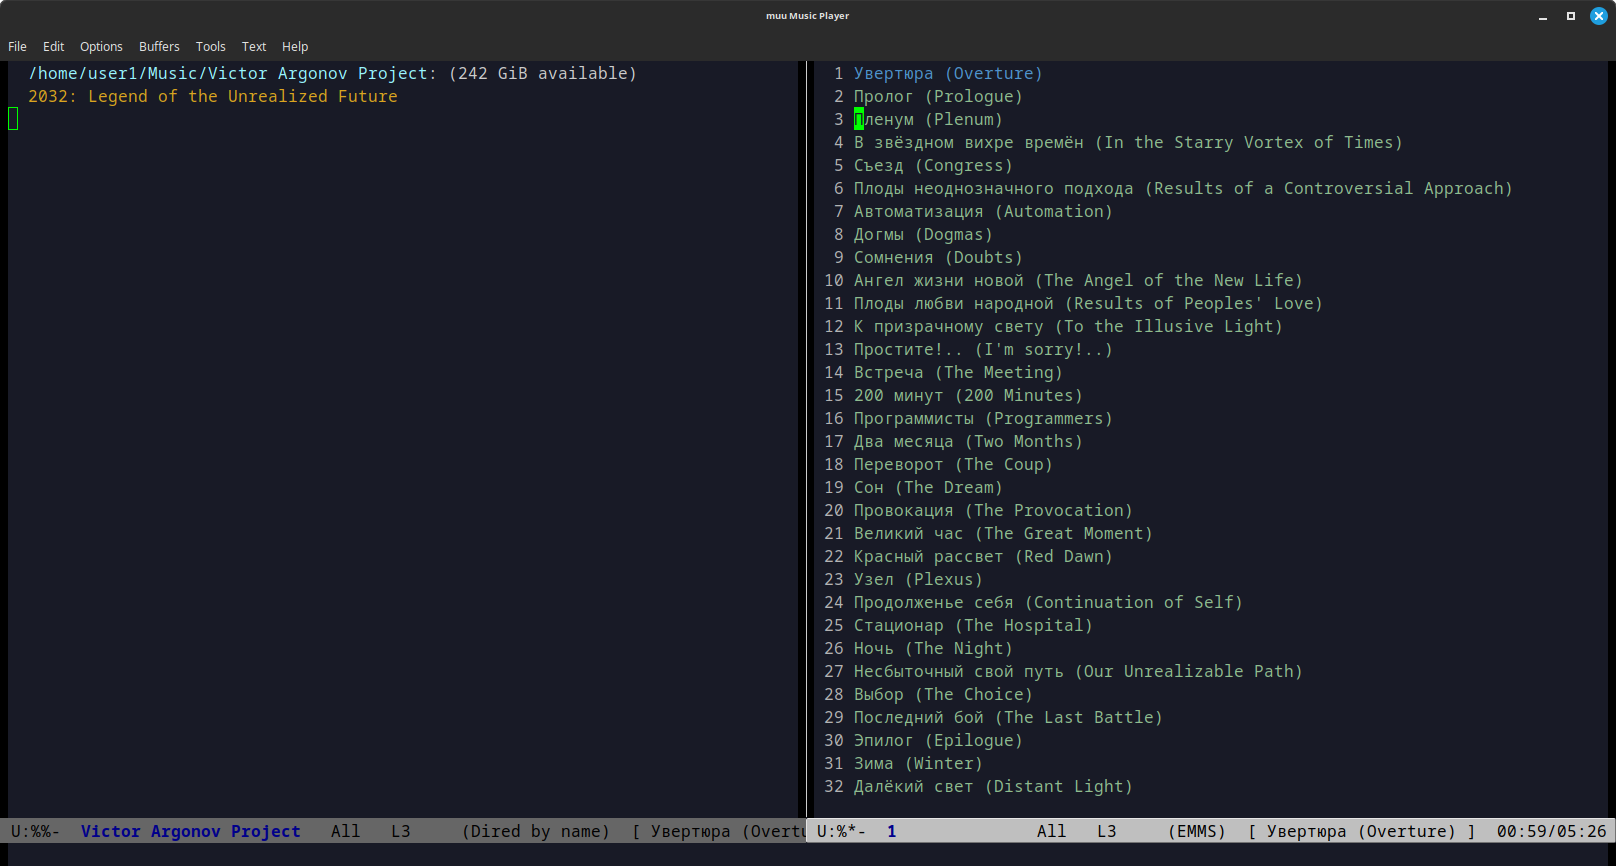 muu Music Player
File Edit Options Buffers Tools Text Help
/home/user1/Music/Victor Argonov Project: (242 GiB available)
2032: Legend of the Unrealized Future
1 Увертюра (Overture)
2 Пролог (Prologue)
3 Пленум (Plenum)
4 В звёздном вихре времён (In the Starry Vortex of Times)
5 Съезд (Congress)
6 Плоды неоднозначного подхода (Results of a Controversial Approach)
7 Автоматизация (Automation)
8 Догмы (Dogmas)
9 Сомнения (Doubts)
10 Ангел жизни новой (The Angel of the New Life)
11 Плоды любви народной (Results of Peoples' Love)
12 К призрачному свету (To the Illusive Light)
13 Простите!.. (I'm sorry!..)
14 Встреча (The Meeting)
15 200 минут (200 Minutes)
16 Программисты (Programmers)
17 Два месяца (Two Months)
18 Переворот (The Coup)
19 Сон (The Dream)
20 Провокация (The Provocation)
21 Великий час (The Great Moment)
22 Красный рассвет (Red Dawn)
23 Узел (Plexus)
24 Продолженье себя (Continuation of Self)
25 Стационар (The Hospital)
26 Ночь (The Night)
27 Несбыточный свой путь (Our Unrealizable Path)
28 Выбор (The Choice)
29 Последний бой (The Last Battle)
30 Эпилог (Epilogue)
31 Зима (Winter)
32 Далёкий свет (Distant Light)
U:%%- Victor Argonov Project All L3 (Dired by name) [ Увертюра (Overtu
U:%*- 1 All L3 (EMMS) [ Увертюра (Overture) ] 00:59/05:26